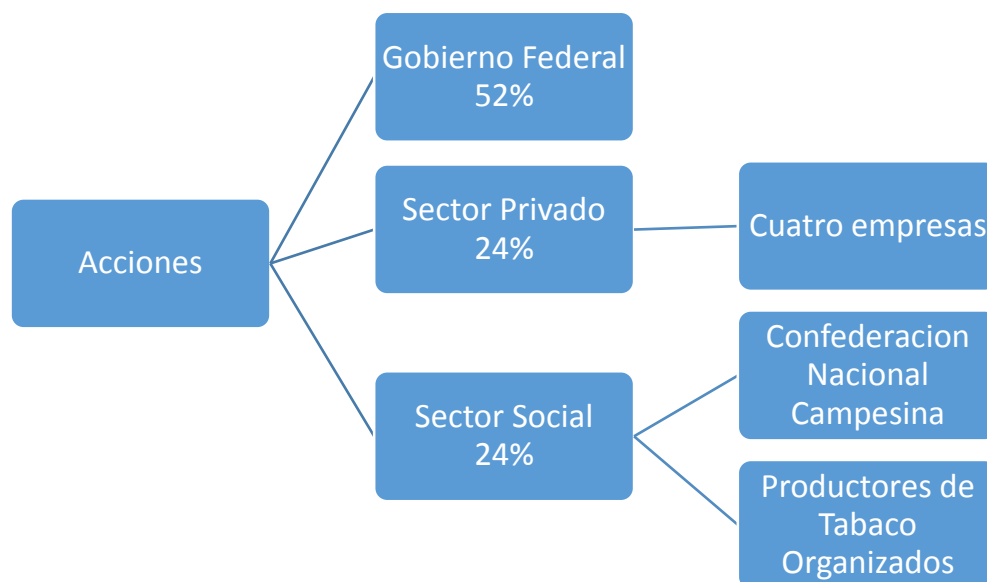 Acciones
Gobierno Federal
52%
Sector Privado
24%
Cuatro empresas
Sector Social
24%
Confederacion
Nacional
Campesina
Productores de
Tabaco
Organizados